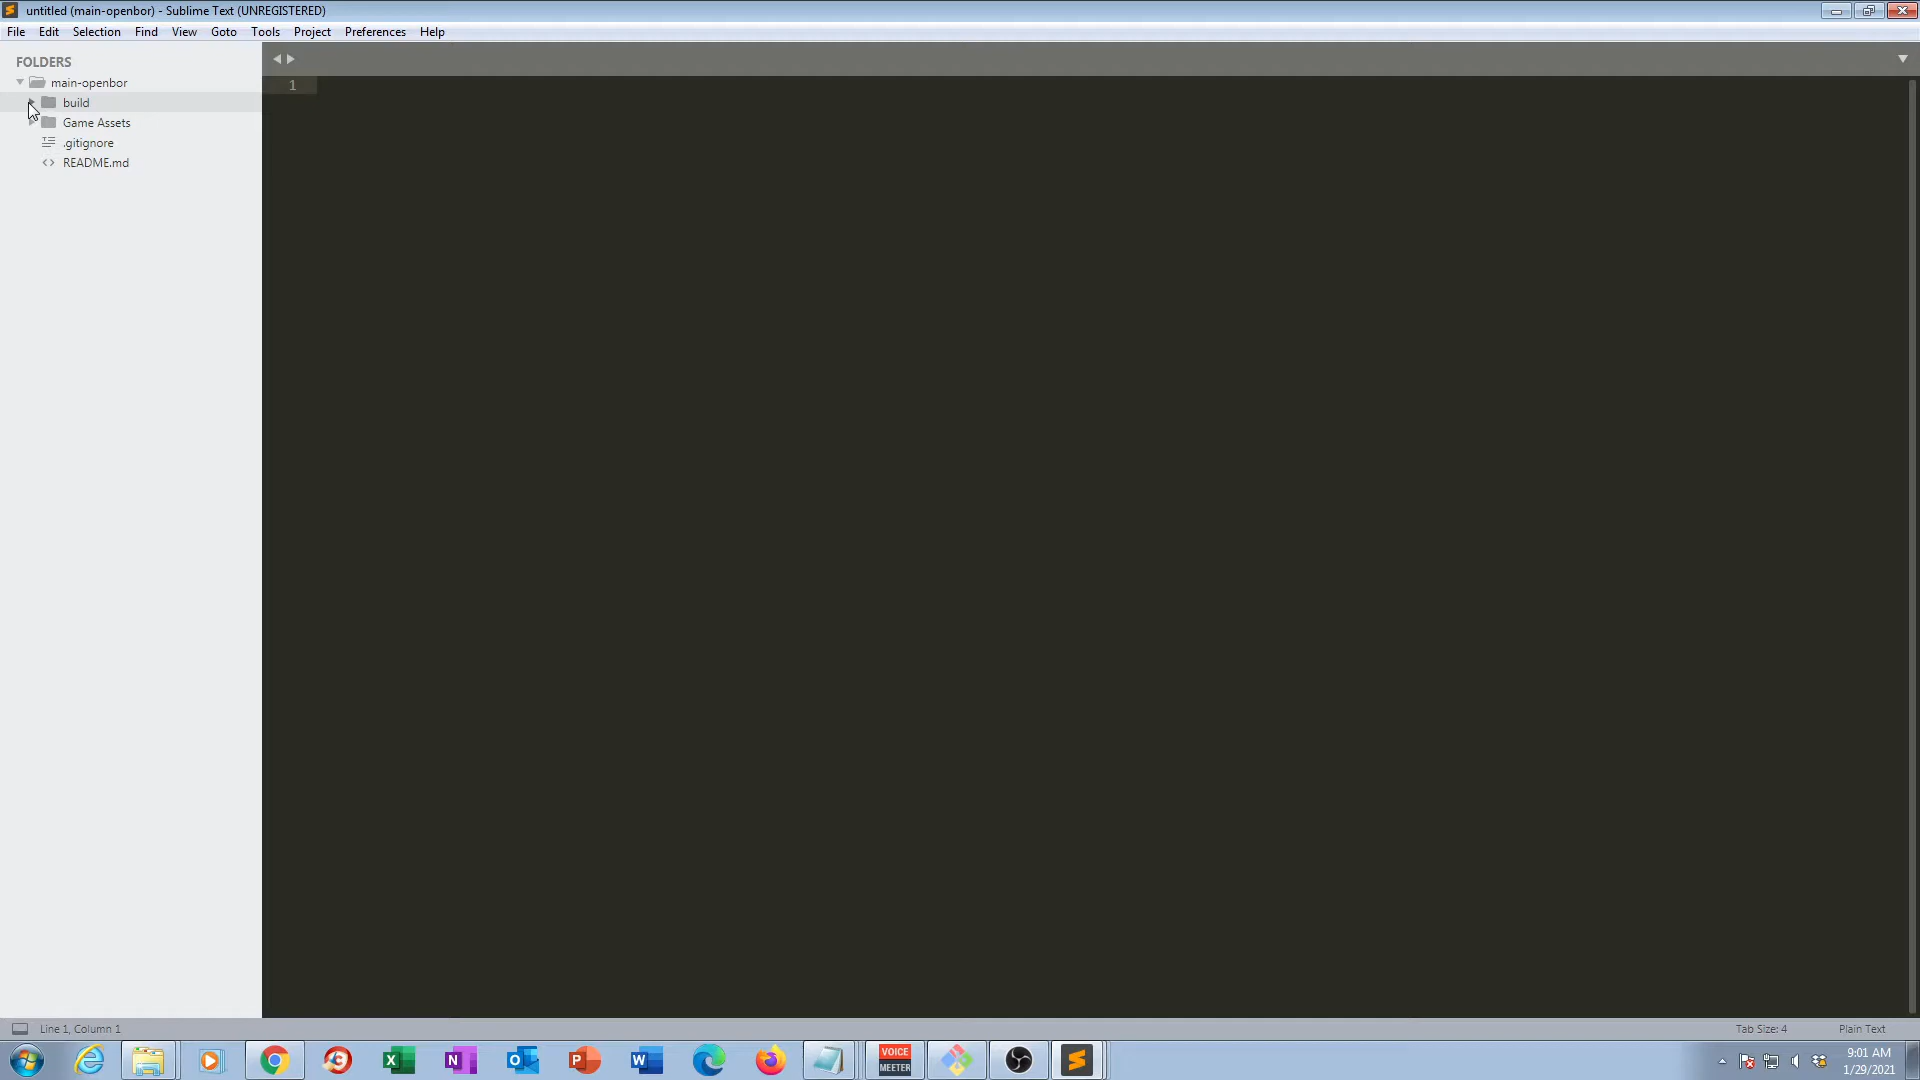 untitled (main-openbor) - Sublime Text (UNREGISTERED)
File Edit Selection Find View Goto Tools Project Preferences Help
FOLDERS
main-openbor
1
build
Game Assets
.gitignore
README.md
Line 1, Column 1
Tab Size: 4
Plain Text
VOICE
MEETER
9:01 AM
1/29/2021